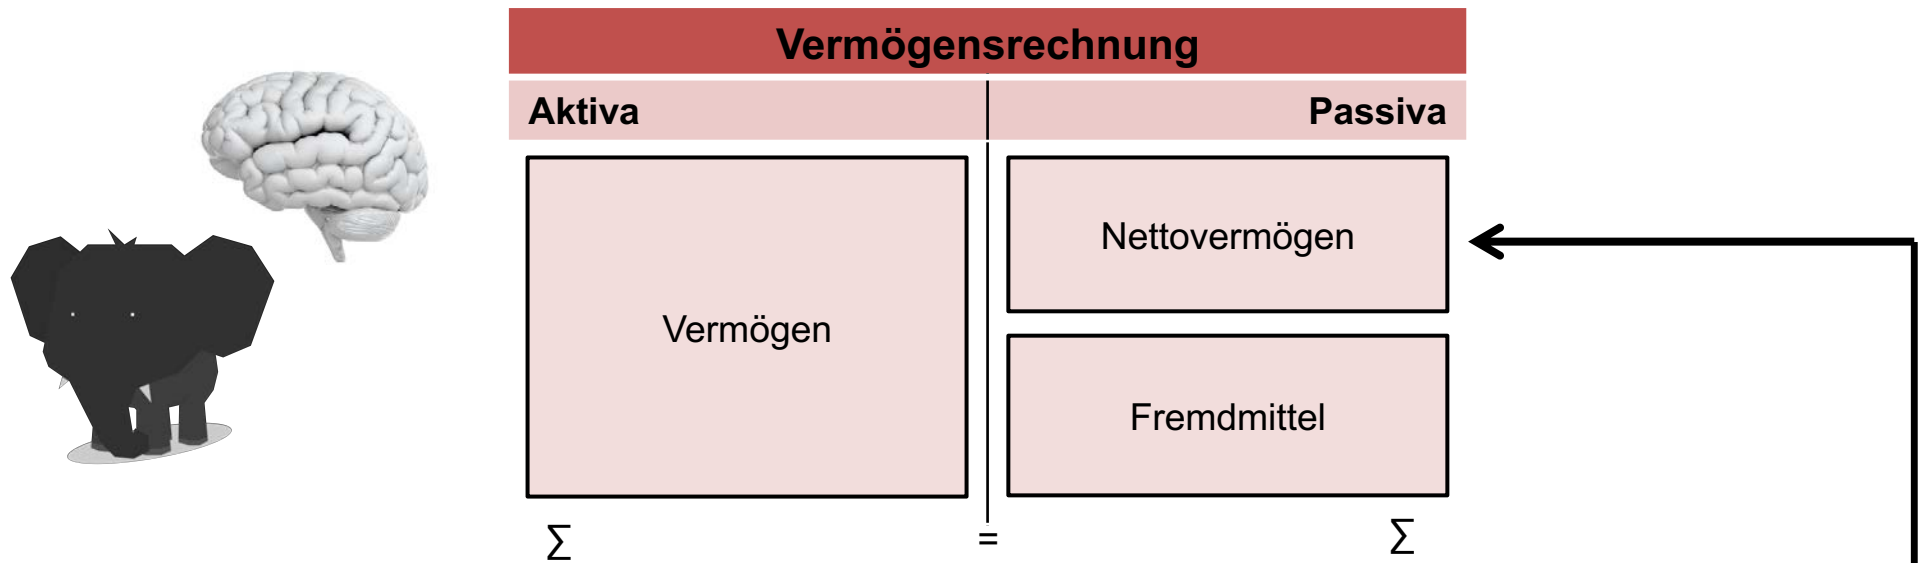 Vermögensrechnung
Aktiva Passiva
Vermögen
Nettovermögen
Fremdmittel
∑ = ∑